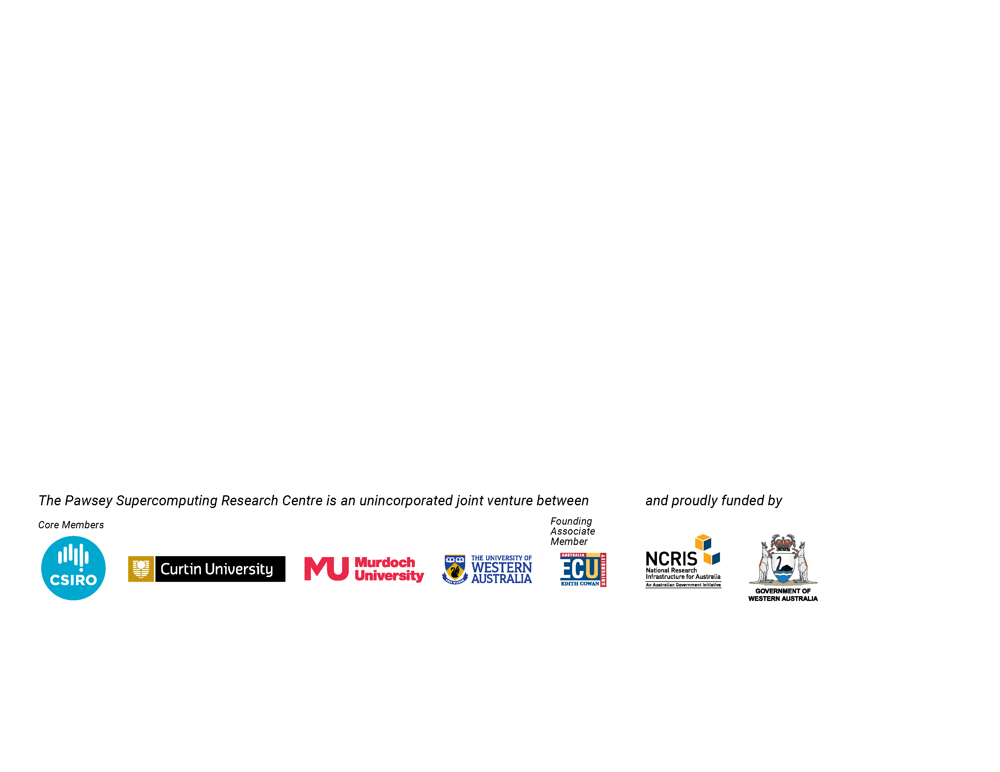 The Pawsey Supercomputing Research Centre is an unincorporated joint venture between
Core Members
CSIRO
Curtin University
MU Murdoch
University
THE UNIVERSITY OF
WESTERN
AUSTRALIA
Founding
Associate
Member
AUSTRALIA
ECU
EDITH COWAN
UNIVERSITY
and proudly funded by
NCRIS
National Research
Infrastructure for Australia
An Australian Government Initiative
GOVERNMENT OF
WESTERN AUSTRALIA